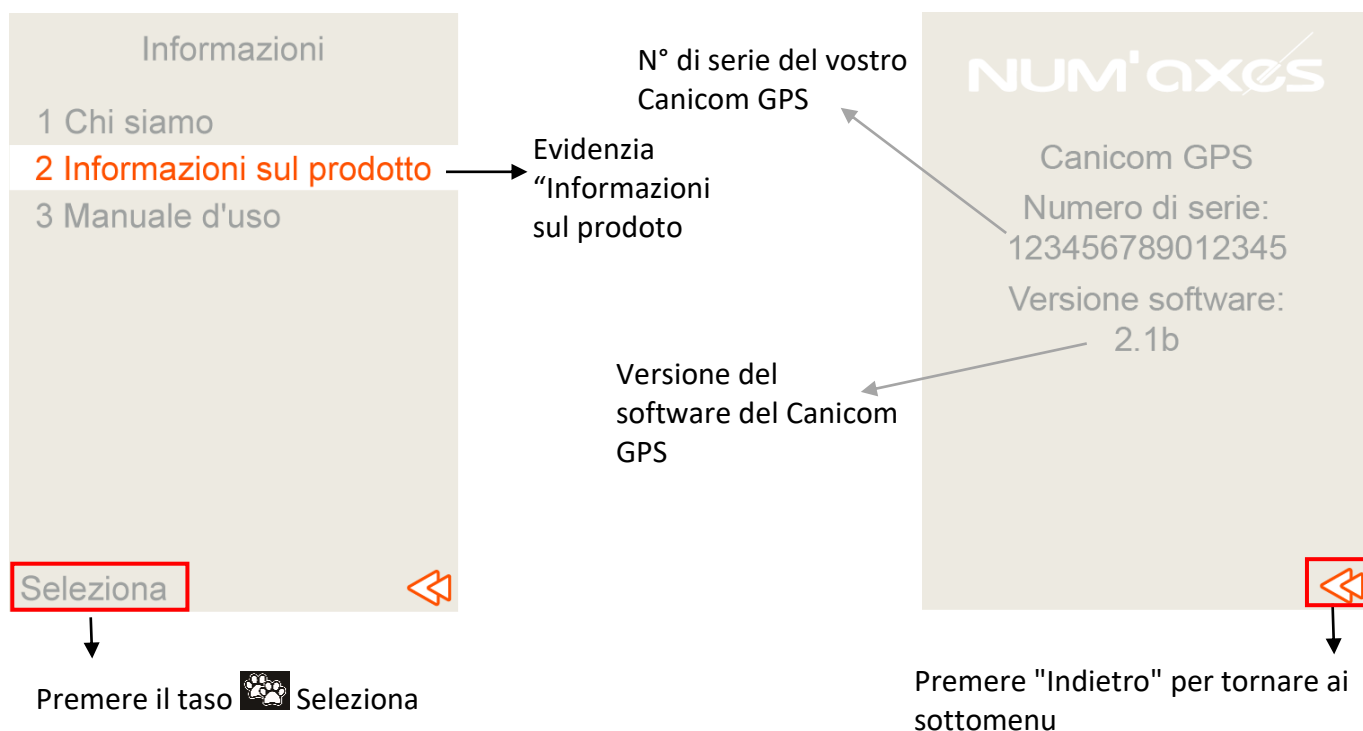 Informazioni
1 Chi siamo
2 Informazioni sul prodotto
3 Manuale d'uso
Seleziona
Premere il taso Seleziona
Evidenzia
“Informazioni
sul prodoto
N° di serie del vostro
Canicom GPS
Versione del
software del Canicom
GPS
NUM'axes
Canicom GPS
Numero di serie:
123456789012345
Versione software:
2.1b
Premere "Indietro" per tornare ai
sottomenu